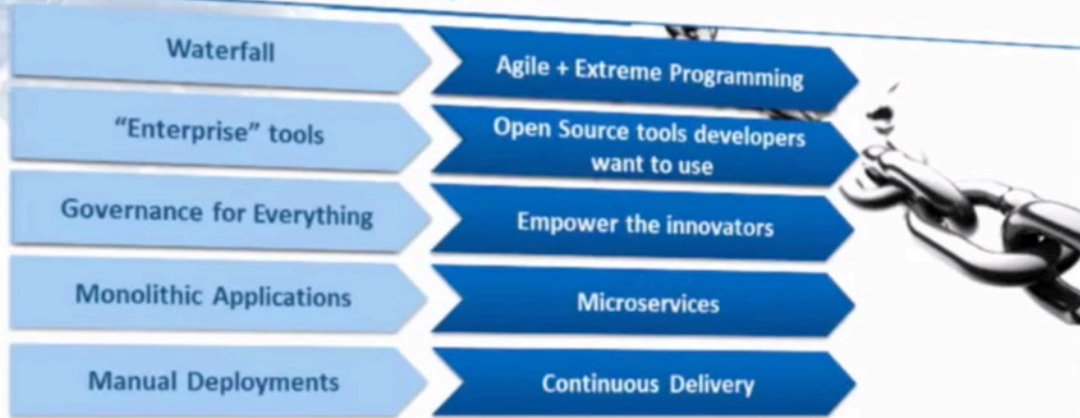 Waterfall
Agile + Extreme Programming
“Enterprise” tools
Open Source tools developers
want to use
Governance for Everything
Empower the innovators
Monolithic Applications
Microservices
Manual Deployments
Continuous Delivery